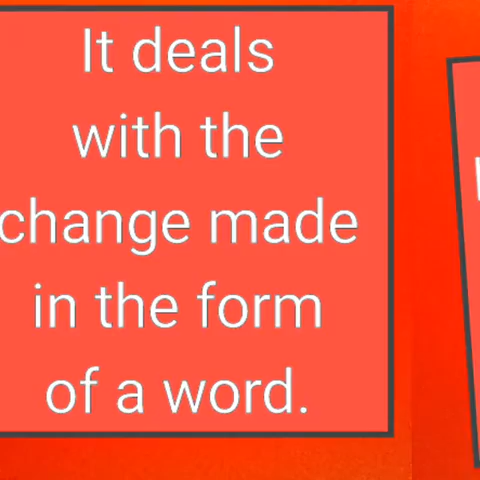 It deals
with the
change made
in the form
of a word.